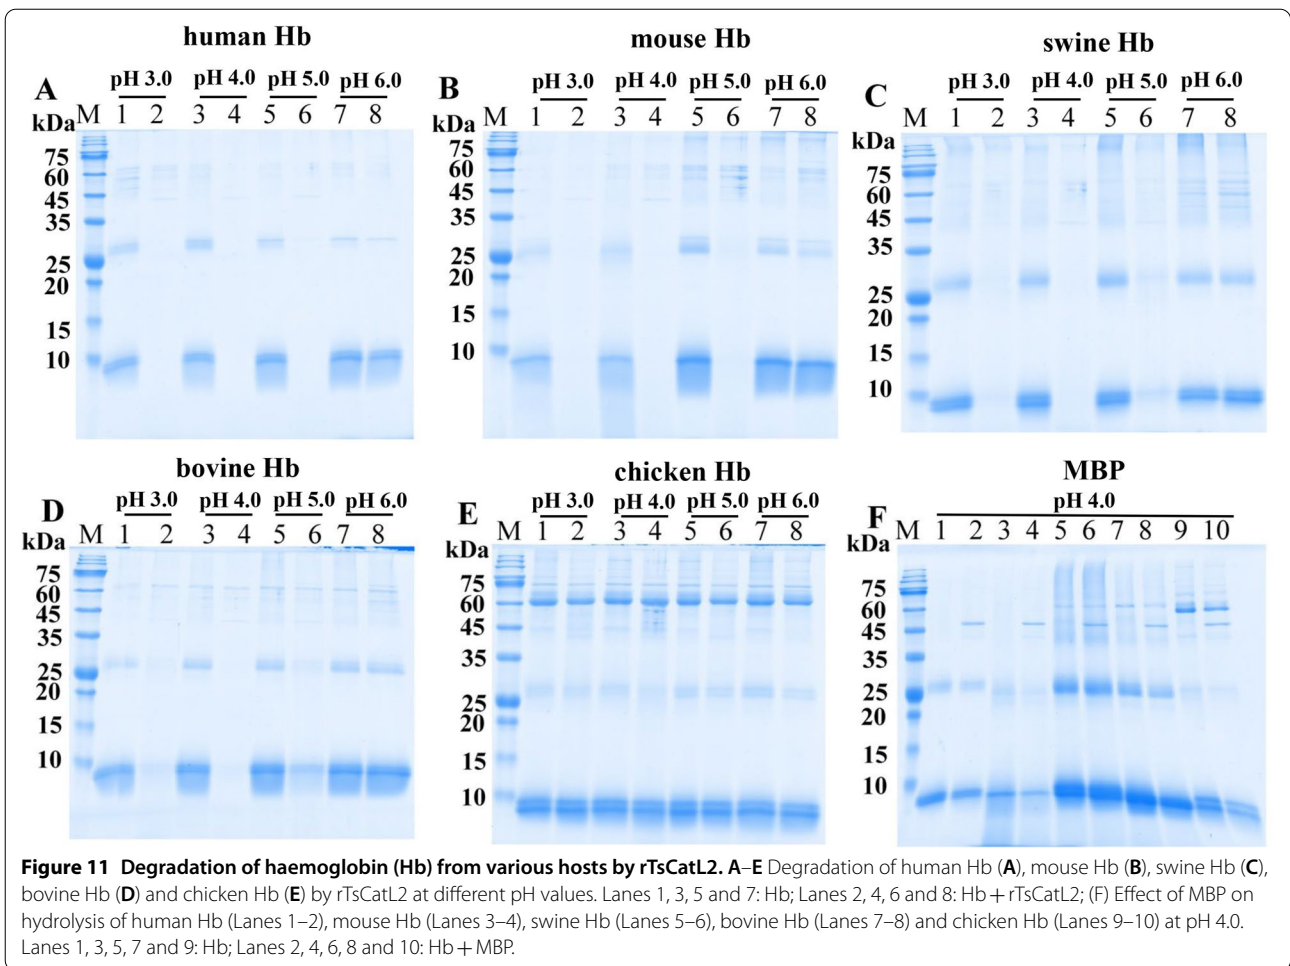 human Hb
A
pH 3.0 pH 4.0 pH 5.0 pH 6.0
M 1 2 3 4 5 6 7 8
kDa
75
60
45
35
25
20
15
10
mouse Hb
B
pH 3.0 pH 4.0 pH 5.0 pH 6.0
M 1 2 3 4 5 6 7 8
kDa
75
60
45
35
25
20
15
10
swine Hb
C
pH 3.0 pH 4.0 pH 5.0 pH 6.0
M 1 2 3 4 5 6 7 8
kDa
75
60
45
35
25
20
15
10
bovine Hb
D
pH 3.0 pH 4.0 pH 5.0 pH 6.0
M 1 2 3 4 5 6 7 8
kDa
75
60
45
35
25
20
15
10
chicken Hb
E
pH 3.0 pH 4.0 pH 5.0 pH 6.0
M 1 2 3 4 5 6 7 8
kDa
75
60
45
35
25
20
15
10
MBP
F
pH 4.0
M 1 2 3 4 5 6 7 8 9 10
kDa
75
60
45
35
25
20
15
10
Figure 11 Degradation of haemoglobin (Hb) from various hosts by rTsCatL2. A–E Degradation of human Hb (A), mouse Hb (B), swine Hb (C),
bovine Hb (D) and chicken Hb (E) by rTsCatL2 at different pH values. Lanes 1, 3, 5 and 7: Hb; Lanes 2, 4, 6 and 8: Hb + rTsCatL2; (F) Effect of MBP on
hydrolysis of human Hb (Lanes 1–2), mouse Hb (Lanes 3–4), swine Hb (Lanes 5–6), bovine Hb (Lanes 7–8) and chicken Hb (Lanes 9–10) at pH 4.0.
Lanes 1, 3, 5, 7 and 9: Hb; Lanes 2, 4, 6, 8 and 10: Hb + MBP.